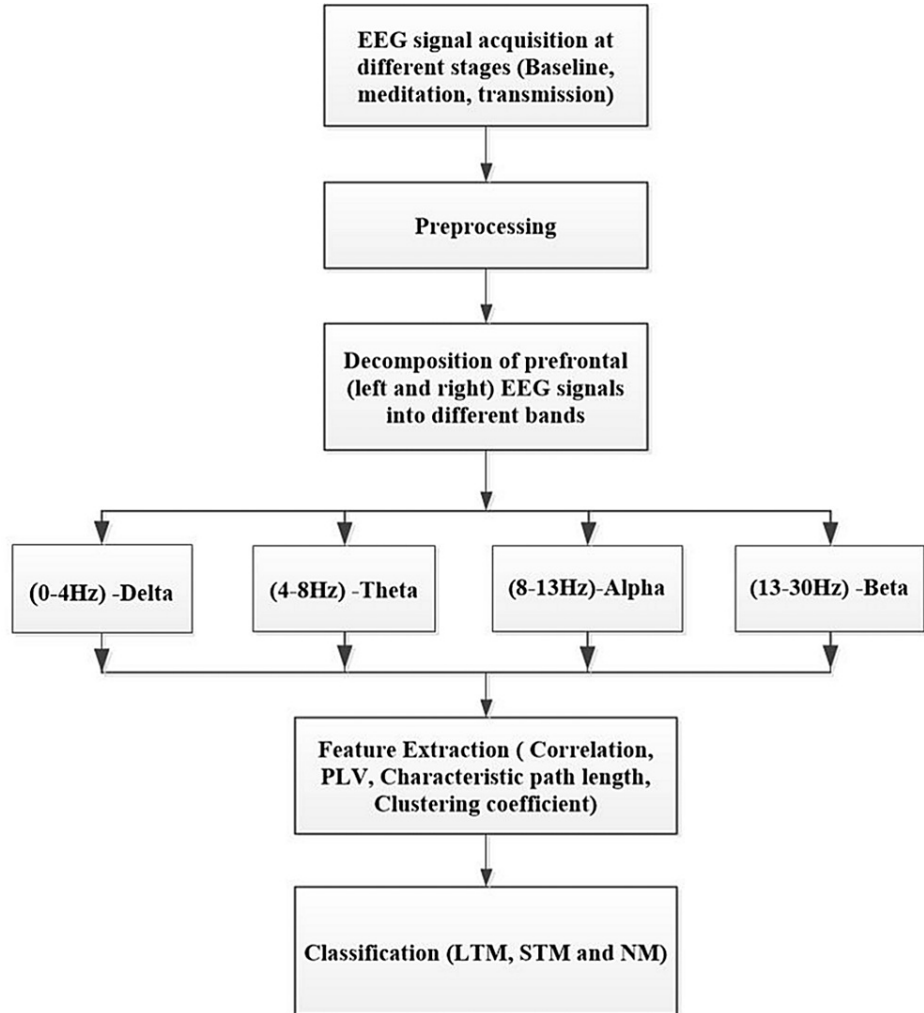 EEG signal acquisition at
different stages (Baseline,
meditation, transmission)
Preprocessing
Decomposition of prefrontal
(left and right) EEG signals
into different bands
(0-4Hz) -Delta
(4-8Hz) -Theta
(8-13Hz)-Alpha
(13-30Hz) -Beta
Feature Extraction ( Correlation,
PLV, Characteristic path length,
Clustering coefficient)
Classification (LTM, STM and NM)